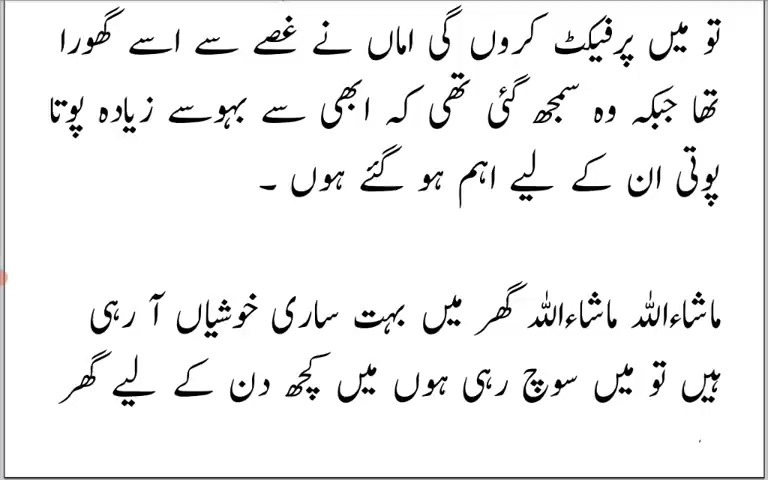 تو میں پرفیکٹ کروں گی اماں نے غصے سے اسے گھورا
تھا جبکہ وہ سمجھ گئی تھی کہ ابھی سے بہوسے زیادہ پوتا
پوتی ان کے لیے اہم ہو گئے ہوں ۔
ماشاءاللہ ماشاءاللہ گھر میں بہت ساری خوشیاں آ رہی
ہیں تو میں سوچ رہی ہوں میں کچھ دن کے لیے گھر